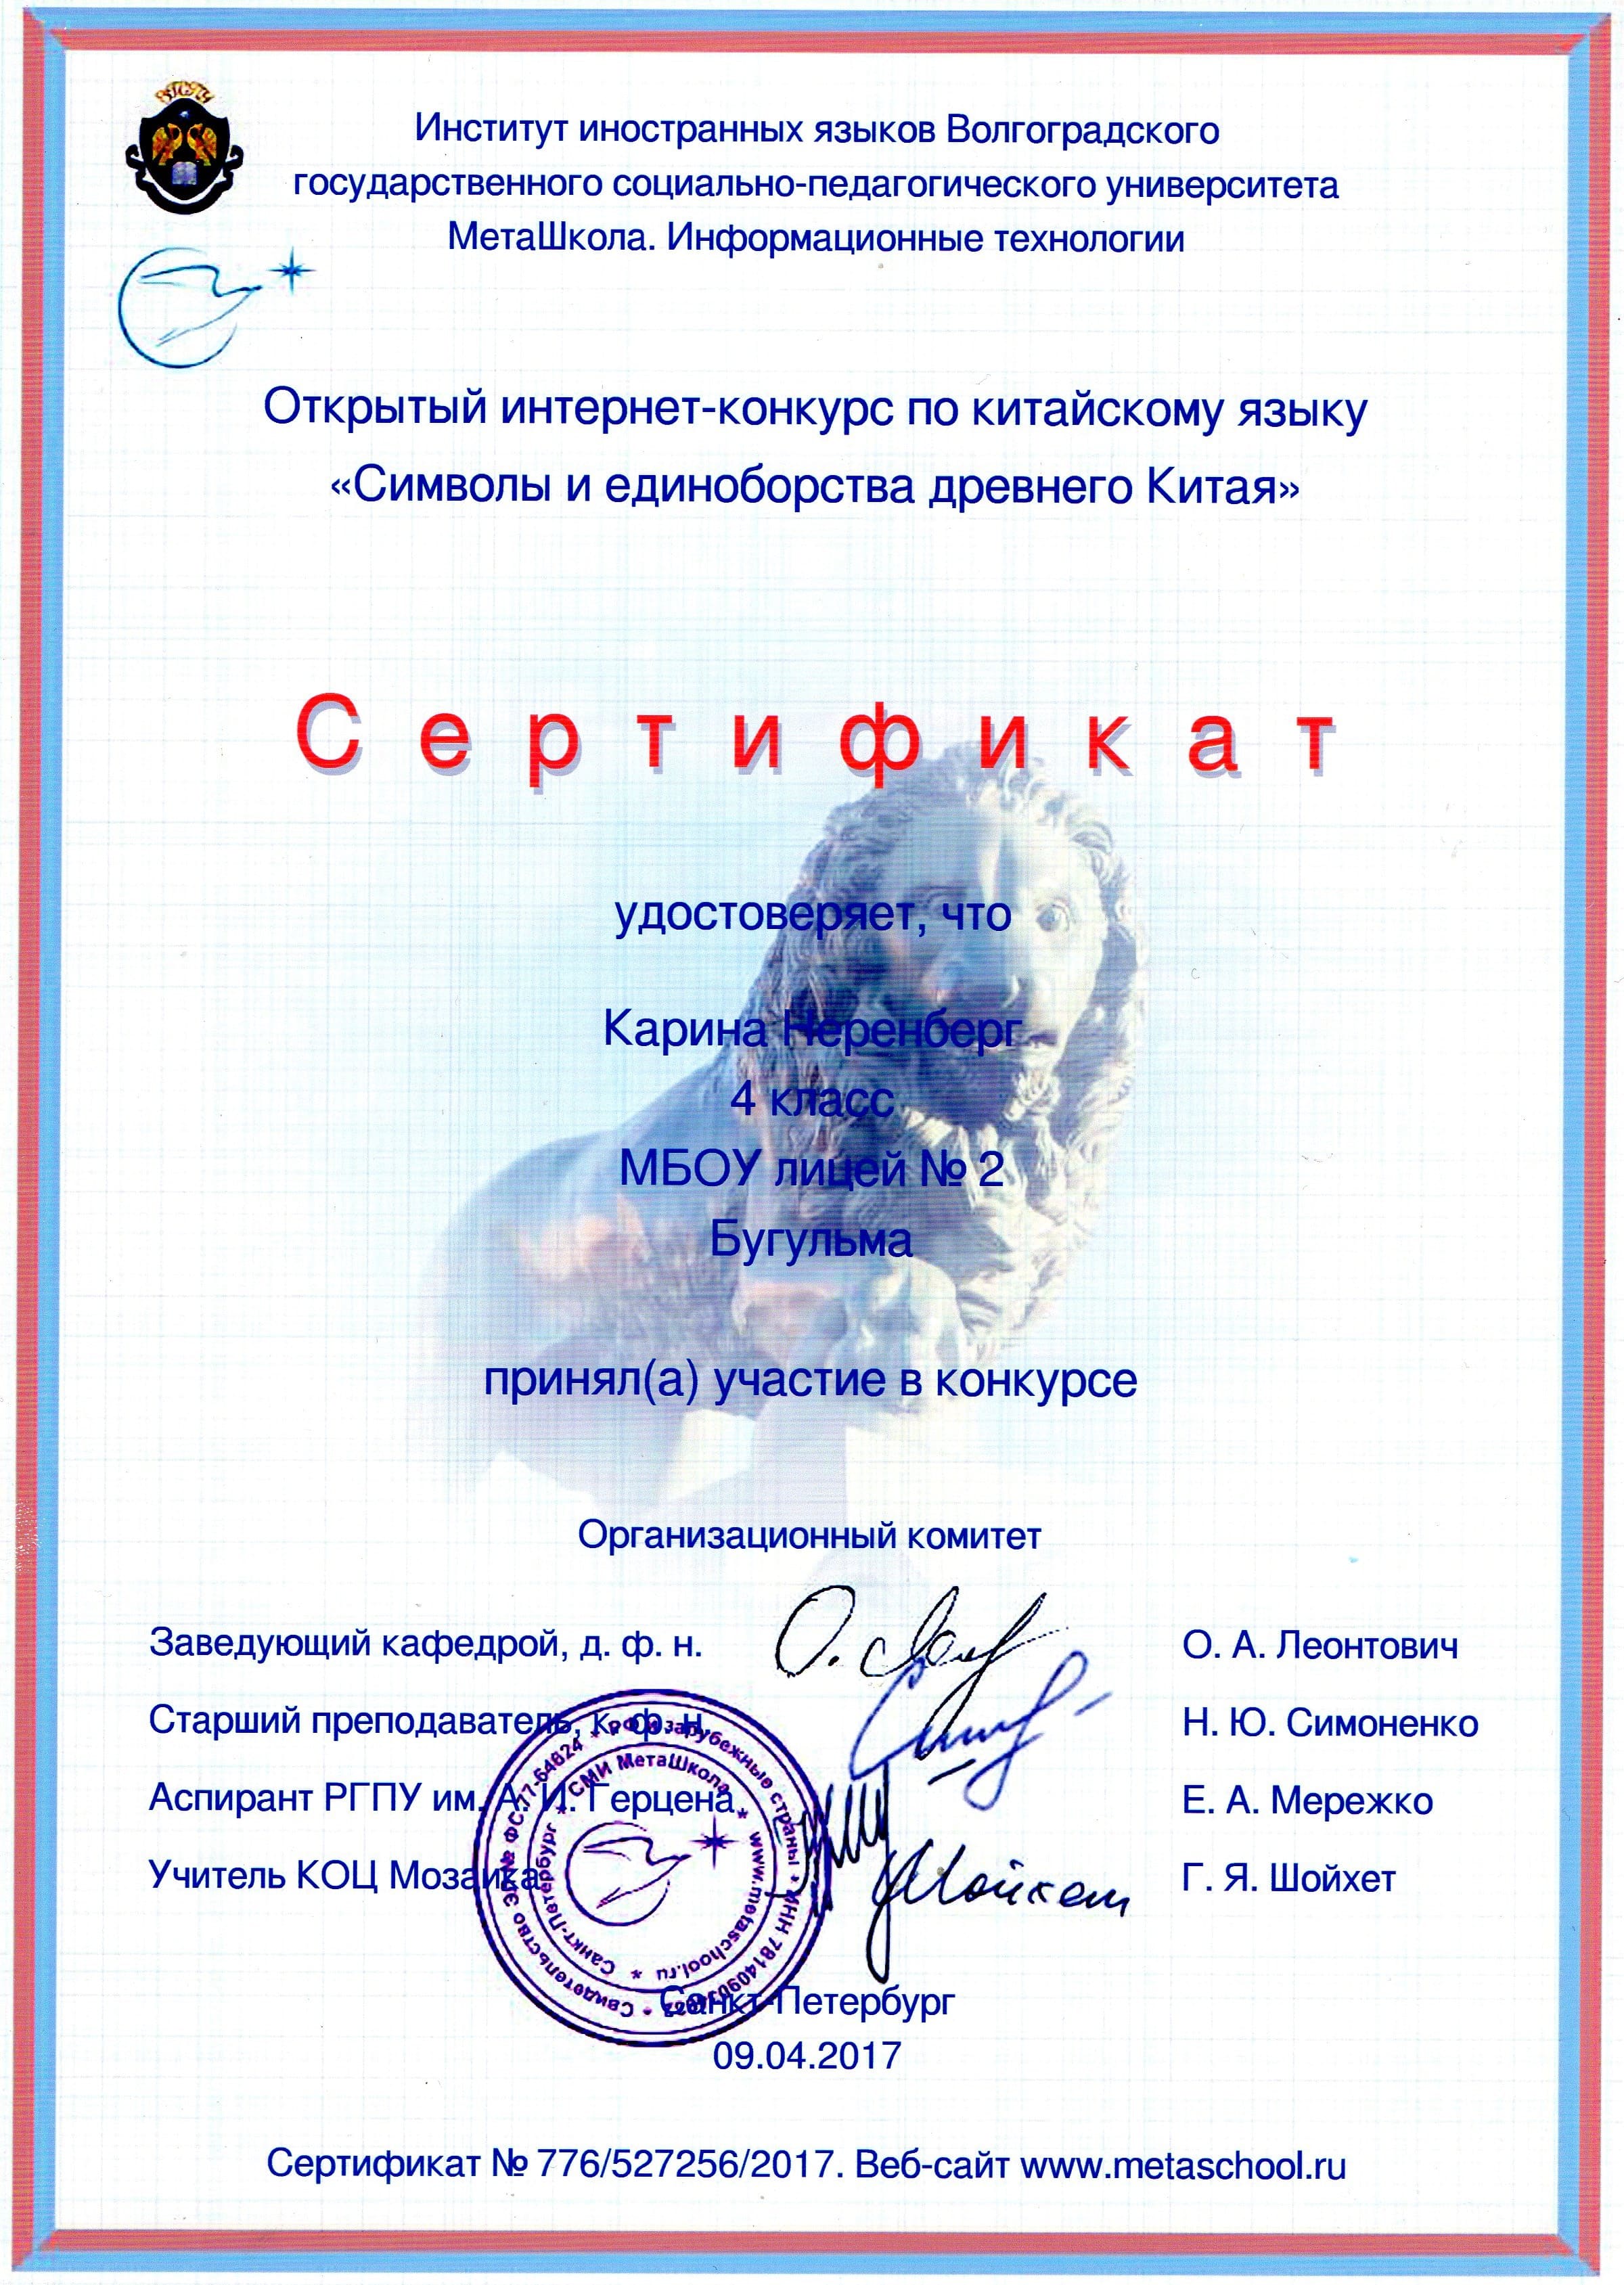 Институт иностранных языков Волгоградского
государственного социально-педагогического университета
МетаШкола. Информационные технологии
Открытый интернет-конкурс по китайскому языку
«Символы и единоборства древнего Китая»
Сертификат
удостоверяет, что
Карина Неренберг
4 класс
МБОУ лицей № 2
Бугульма
принял(а) участие в конкурсе
Организационный комитет
Заведующий кафедрой, д. ф. н. О. А. Леонтович
Старший преподаватель, к. ф. н. Н. Ю. Симоненко
Аспирант РГПУ им. А. И. Герцена Е. А. Мережко
Учитель КОЦ Мозаика Г. Я. Шойхет
Свидетельство ЭЛ № ФС 77-64824 * РФ и зарубежные страны * ИНН
Санкт-Петербург * СМИ МетаШкола * www.metaschool.ru *
Санкт-Петербург
09.04.2017
Сертификат № 776/527256/2017. Веб-сайт www.metaschool.ru